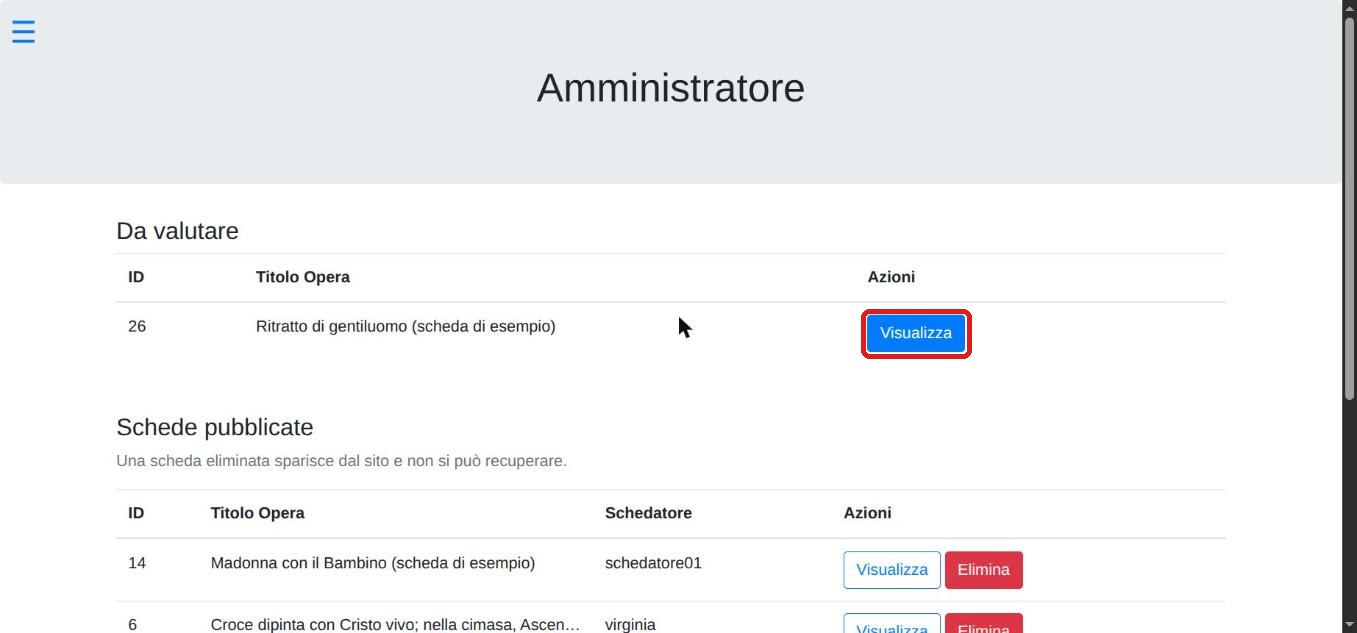 ☰
Amministratore
Da valutare
ID Titolo Opera Azioni
26 Ritratto di gentiluomo (scheda di esempio) Visualizza
Schede pubblicate
Una scheda eliminata sparisce dal sito e non si può recuperare.
ID Titolo Opera Schedatore Azioni
14 Madonna con il Bambino (scheda di esempio) schedatore01 Visualizza Elimina
6 Croce dipinta con Cristo vivo; nella cimasa, Ascen... virginia Visualizza Elimina